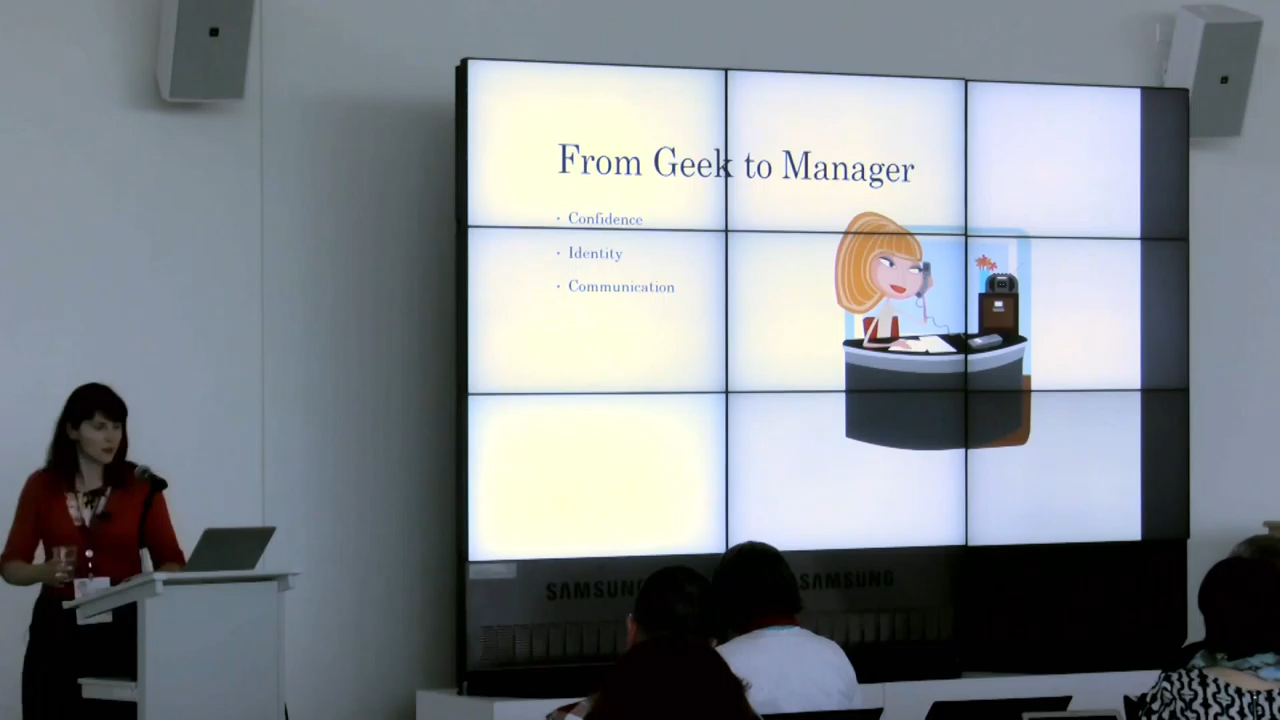 From Geek to Manager
• Confidence
• Identity
• Communication
SAMSUNG SAMSUNG